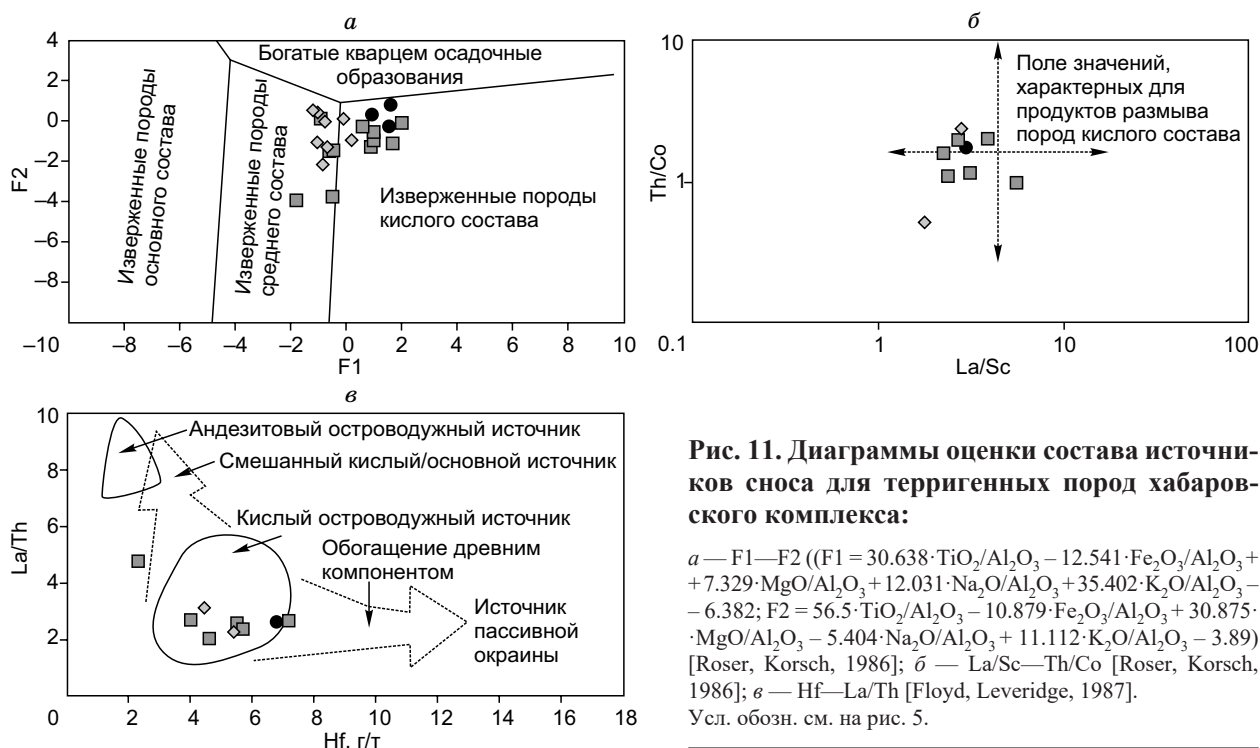 а
4
2
0
–2
–4
–6
–8
–10
F2
–8
–6
–4
–2
0
2
4
6
8
10
F1
Изверженные породы
основного состава
Изверженные породы
среднего состава
Богатые кварцем осадочные
образования
Изверженные породы
кислого состава
б
10
1
0.1
Th/Co
1
10
100
La/Sc
Поле значений,
характерных для
продуктов размыва
пород кислого состава
в
10
8
6
4
2
0
La/Th
2
4
6
8
10
12
14
16
18
Hf, г/т
Андезитовый островодужный источник
Смешанный кислый/основной источник
Кислый островодужный источник
Обогащение древним
компонентом
Источник
пассивной
окраины
Рис. 11. Диаграммы оценки состава источни-
ков сноса для терригенных пород хабаров-
ского комплекса:
а — F1—F2 ((F1 = 30.638·TiO₂/Al₂O₃ – 12.541·Fe₂O₃/Al₂O₃ +
+ 7.329·MgO/Al₂O₃ + 12.031·Na₂O/Al₂O₃ + 35.402·K₂O/Al₂O₃ –
– 6.382; F2 = 56.5·TiO₂/Al₂O₃ – 10.879·Fe₂O₃/Al₂O₃ + 30.875·
·MgO/Al₂O₃ – 5.404·Na₂O/Al₂O₃ + 11.112·K₂O/Al₂O₃ – 3.89)
[Roser, Korsch, 1986]; б — La/Sc—Th/Co [Roser, Korsch,
1986]; в — Hf—La/Th [Floyd, Leveridge, 1987].
Усл. обозн. см. на рис. 5.